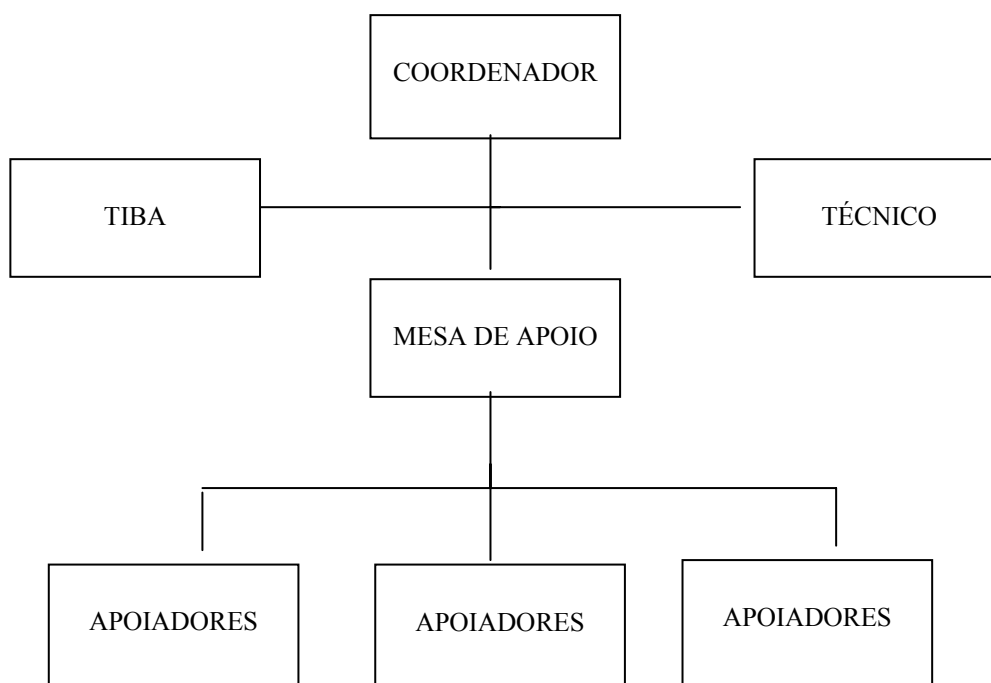 COORDENADOR
TIBA
TÉCNICO
MESA DE APOIO
APOIADORES
APOIADORES
APOIADORES